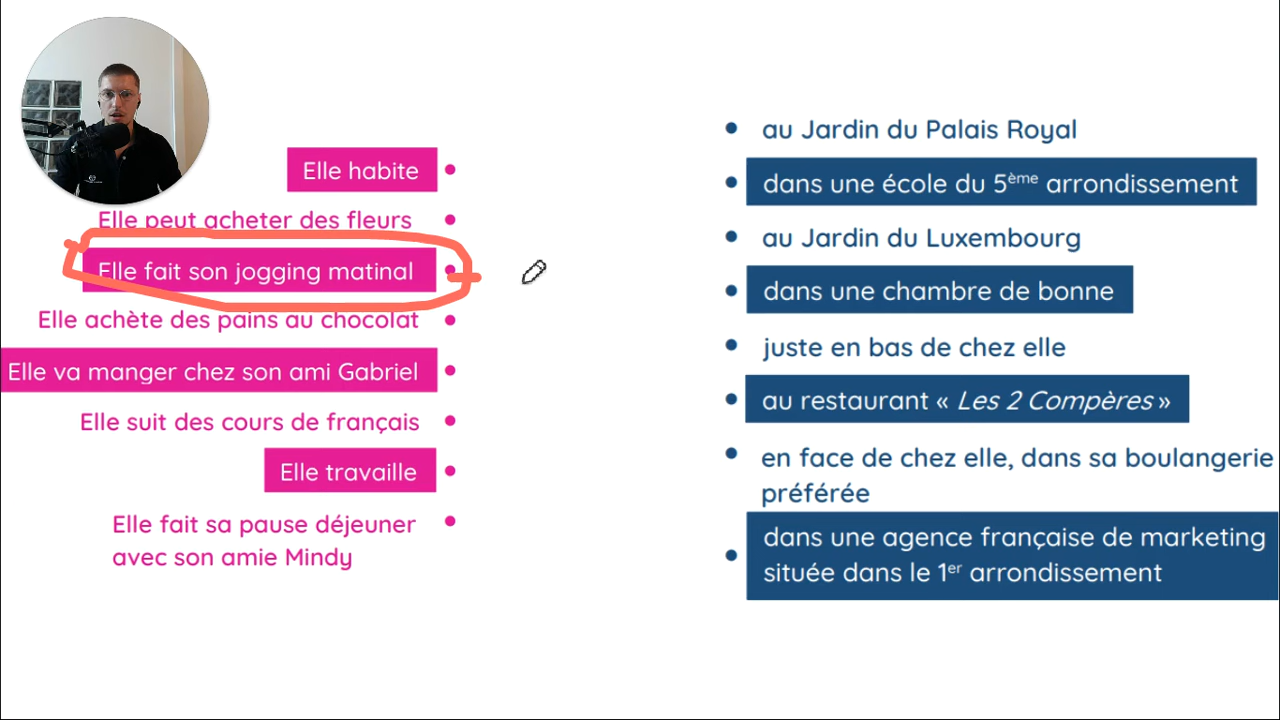 Elle habite
Elle peut acheter des fleurs
Elle fait son jogging matinal
Elle achète des pains au chocolat
Elle va manger chez son ami Gabriel
Elle suit des cours de français
Elle travaille
Elle fait sa pause déjeuner
avec son amie Mindy
au Jardin du Palais Royal
dans une école du 5ème arrondissement
au Jardin du Luxembourg
dans une chambre de bonne
juste en bas de chez elle
au restaurant « Les 2 Compères »
en face de chez elle, dans sa boulangerie
préférée
dans une agence française de marketing
située dans le 1er arrondissement